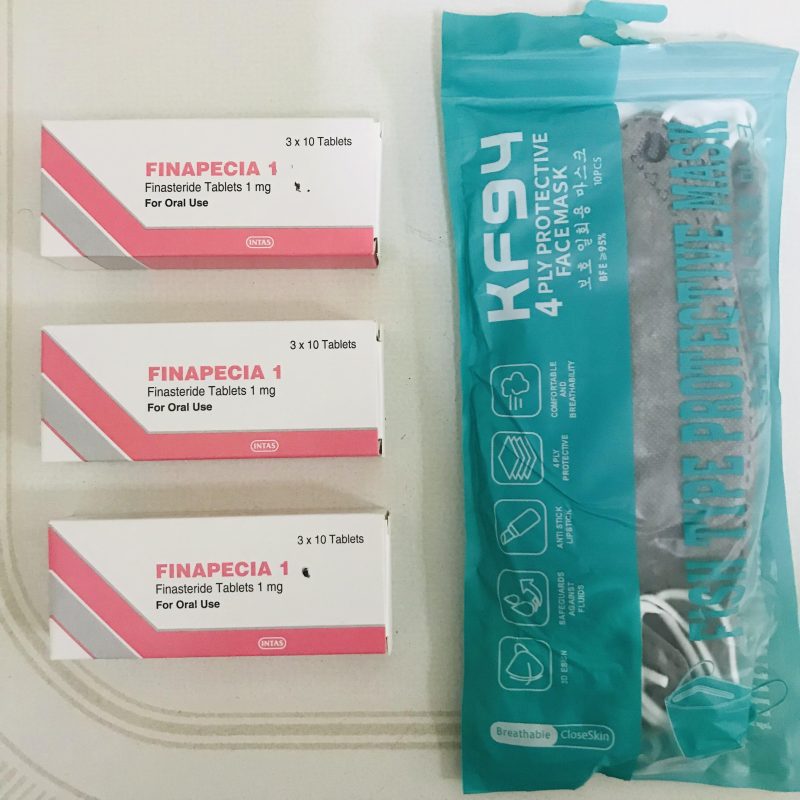 3 x 10 Tablets
FINAPECIA 1
Finasteride Tablets 1 mg
For Oral Use
INTAS
3 x 10 Tablets
FINAPECIA 1
Finasteride Tablets 1 mg
For Oral Use
INTAS
3 x 10 Tablets
FINAPECIA 1
Finasteride Tablets 1 mg
For Oral Use
INTAS
KF94
4 PLY PROTECTIVE
FACEMASK
보호 일회용 마스크
10PCS
BFE≥95%
COMFORTABLE
AND
BREATHABILITY
4 PLY
PROTECTIVE
ANTI STICK
LIPSTICK
SAFEGUARDS
AGAINST
FLUIDS
Breathable
CloseSkin
FISH TYPE PROTECTIVE MASK